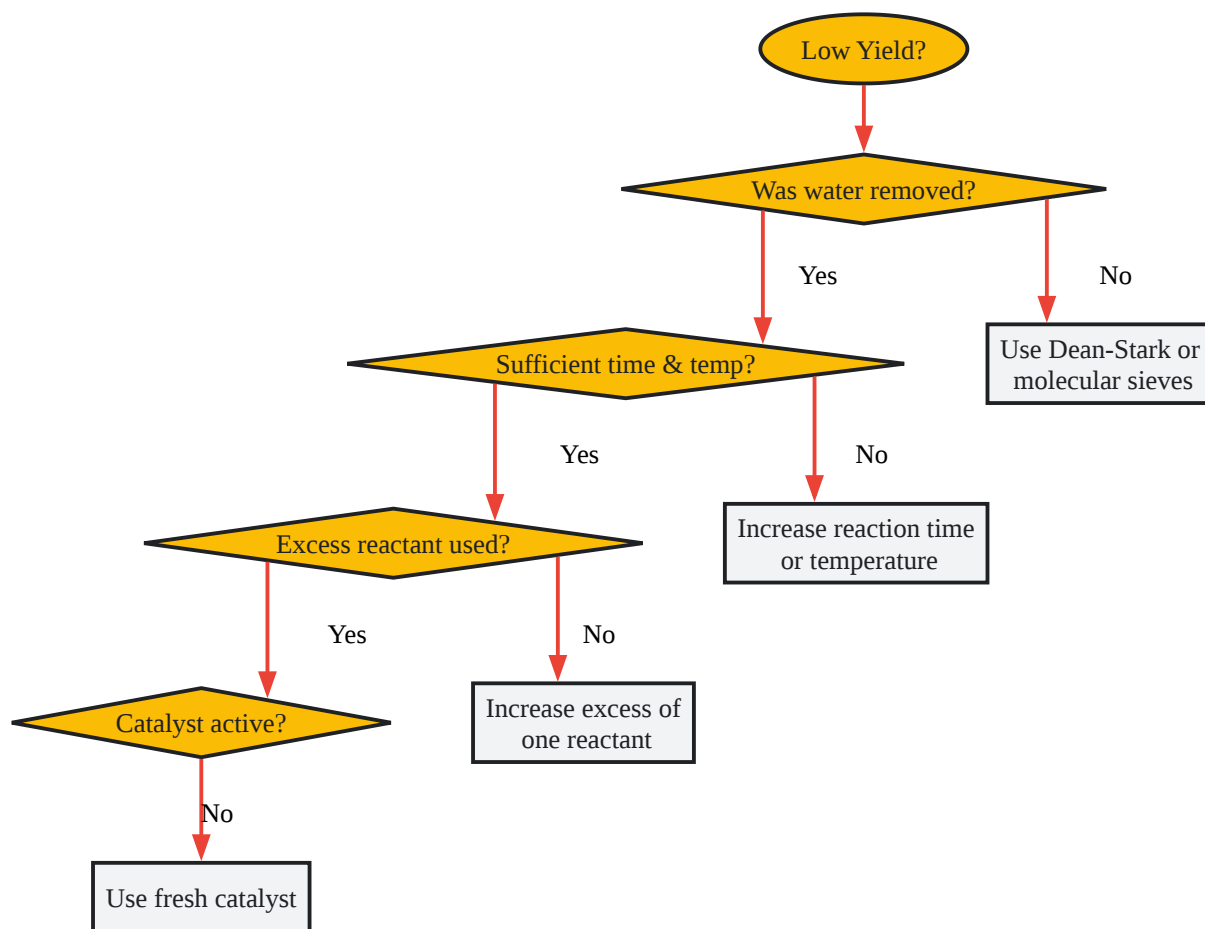 Low Yield?
Was water removed?
Yes
No
Use Dean-Stark or
molecular sieves
Sufficient time & temp?
Yes
No
Increase reaction time
or temperature
Excess reactant used?
Yes
No
Increase excess of
one reactant
Catalyst active?
No
Use fresh catalyst